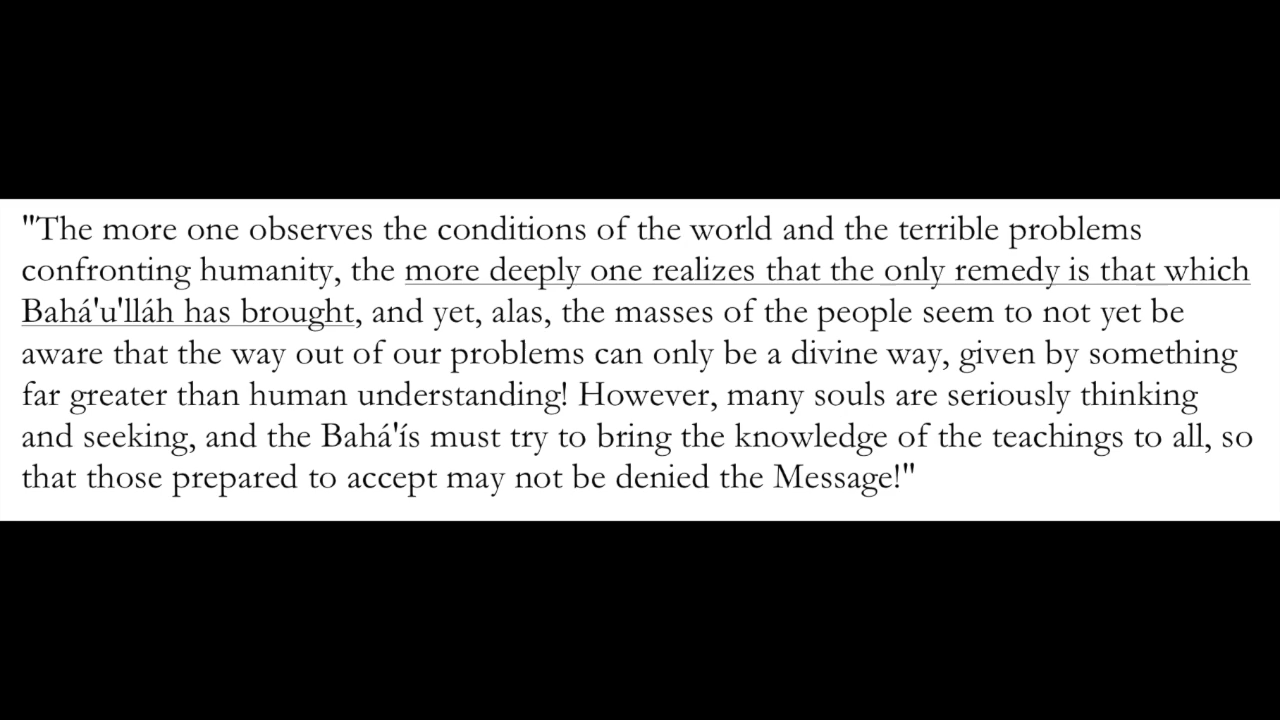 "The more one observes the conditions of the world and the terrible problems
confronting humanity, the more deeply one realizes that the only remedy is that which
Bahá'u'lláh has brought, and yet, alas, the masses of the people seem to not yet be
aware that the way out of our problems can only be a divine way, given by something
far greater than human understanding! However, many souls are seriously thinking
and seeking, and the Bahá'ís must try to bring the knowledge of the teachings to all, so
that those prepared to accept may not be denied the Message!"